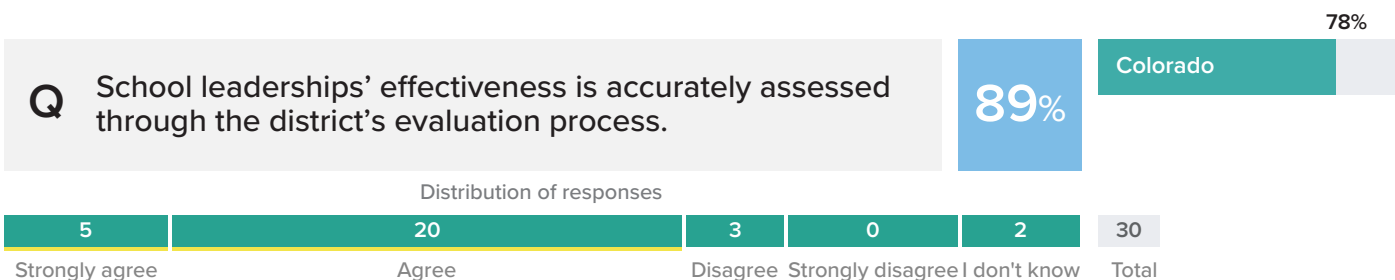 78%
Q School leaderships’ effectiveness is accurately assessed
through the district’s evaluation process.
89%
Colorado
Distribution of responses
5 20 3 0 2 30
Strongly agree Agree Disagree Strongly disagree I don't know Total